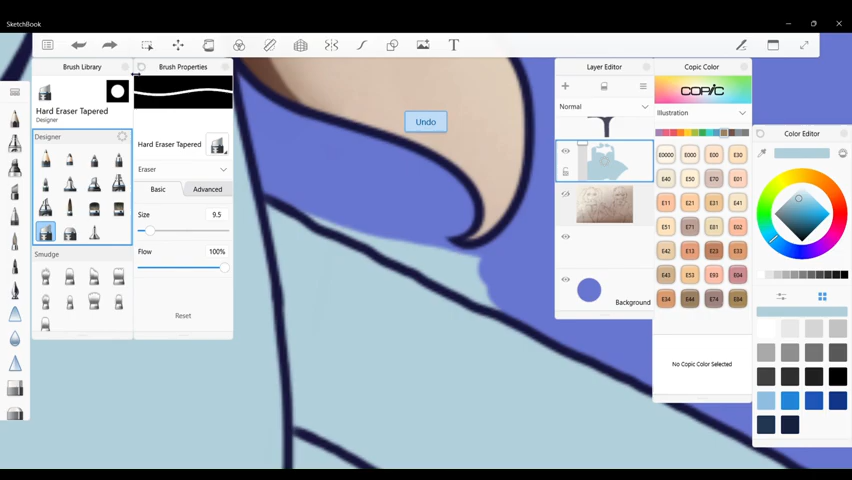 SketchBook
T
Brush Library
Brush Properties
Layer Editor
Copic Color
Hard Eraser Tapered
Designer
Designer
Smudge
Hard Eraser Tapered
Eraser
Basic
Advanced
Size
9.5
Flow
100%
Reset
Undo
Normal
Background
COPIC
Illustration
E0000 E000 E00 E30
E40 E50 E70 E01
E11 E21 E31 E41
E51 E71 E81 E02
E42 E13 E23 E33
E43 E53 E93 E04
E34 E44 E74 E84
No Copic Color Selected
Color Editor